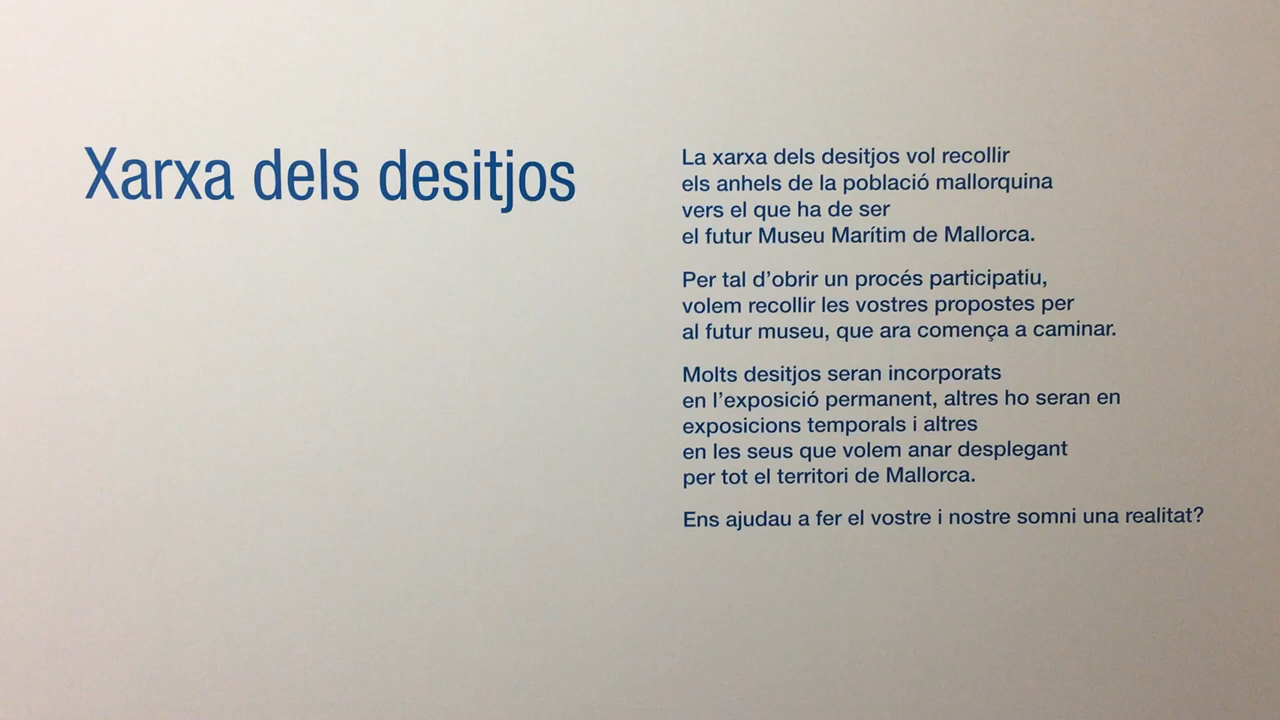 Xarxa dels desitjos
La xarxa dels desitjos vol recollir
els anhels de la població mallorquina
vers el que ha de ser
el futur Museu Marítim de Mallorca.
Per tal d’obrir un procés participatiu,
volem recollir les vostres propostes per
al futur museu, que ara comença a caminar.
Molts desitjos seran incorporats
en l’exposició permanent, altres ho seran en
exposicions temporals i altres
en les seus que volem anar desplegant
per tot el territori de Mallorca.
Ens ajudau a fer el vostre i nostre somni una realitat?